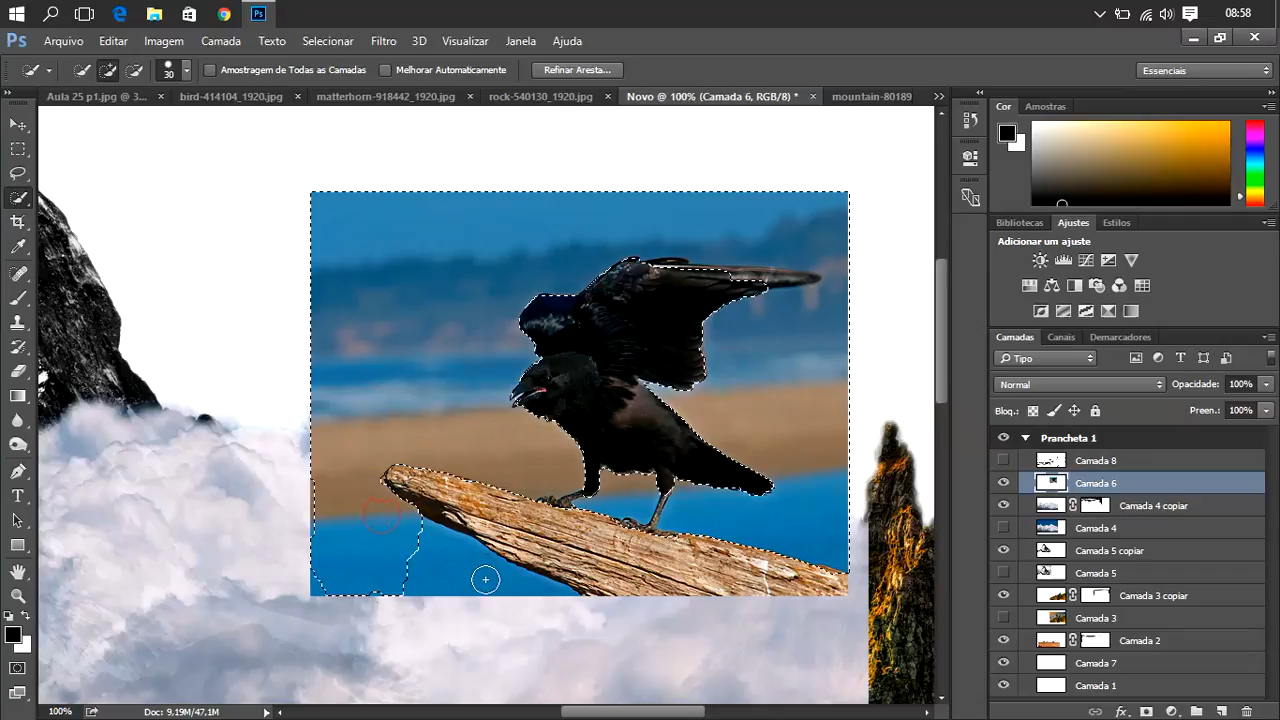 08:58
Ps
Arquivo Editar Imagem Camada Texto Selecionar Filtro 3D Visualizar Janela Ajuda
30 Amostragem de Todas as Camadas Melhorar Automaticamente Refinar Aresta... Essenciais
Aula 25 p1.jpg @ 3... bird-414104_1920.jpg matterhorn-918442_1920.jpg rock-540130_1920.jpg Novo @ 100% (Camada 6, RGB/8) * mountain-80189
Cor Amostras
Bibliotecas Ajustes Estilos
Adicionar um ajuste
Camadas Canais Demarcadores
Tipo
Normal Opacidade: 100%
Bloq.: Preen.: 100%
Prancheta 1
Camada 8
Camada 6
Camada 4 copiar
Camada 4
Camada 5 copiar
Camada 5
Camada 3 copiar
Camada 3
Camada 2
Camada 7
Camada 1
100% Doc: 9,19M/47,1M